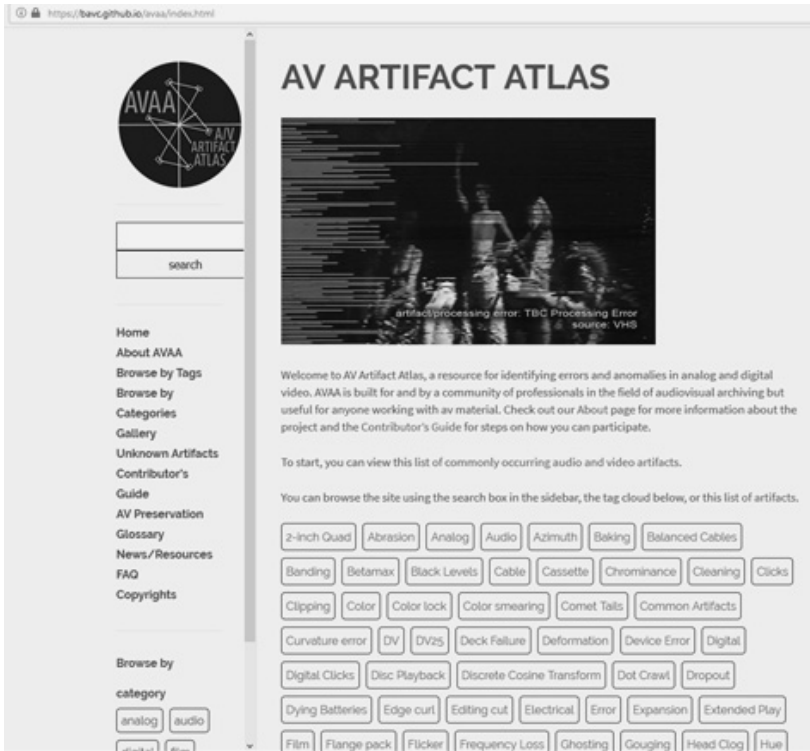 https://bavc.github.io/avaa/index.html
AVAA
A/V
ARTIFACT
ATLAS
search
Home
About AVAA
Browse by Tags
Browse by
Categories
Gallery
Unknown Artifacts
Contributor's
Guide
AV Preservation
Glossary
News/Resources
FAQ
Copyrights
Browse by
category
analog audio
digital film
AV ARTIFACT ATLAS
artifact/processing error: TBC Processing Error
source: VHS
Welcome to AV Artifact Atlas, a resource for identifying errors and anomalies in analog and digital
video. AVAA is built for and by a community of professionals in the field of audiovisual archiving but
useful for anyone working with av material. Check out our About page for more information about the
project and the Contributor's Guide for steps on how you can participate.
To start, you can view this list of commonly occurring audio and video artifacts.
You can browse the site using the search box in the sidebar, the tag cloud below, or this list of artifacts.
2-inch Quad Abrasion Analog Audio Azimuth Baking Balanced Cables
Banding Betamax Black Levels Cable Cassette Chrominance Cleaning Clicks
Clipping Color Color lock Color smearing Comet Tails Common Artifacts
Curvature error DV DV25 Deck Failure Deformation Device Error Digital
Digital Clicks Disc Playback Discrete Cosine Transform Dot Crawl Dropout
Dying Batteries Edge curl Editing cut Electrical Error Expansion Extended Play
Film Flange pack Flicker Frequency Loss Ghosting Gouging Head Clog Hue